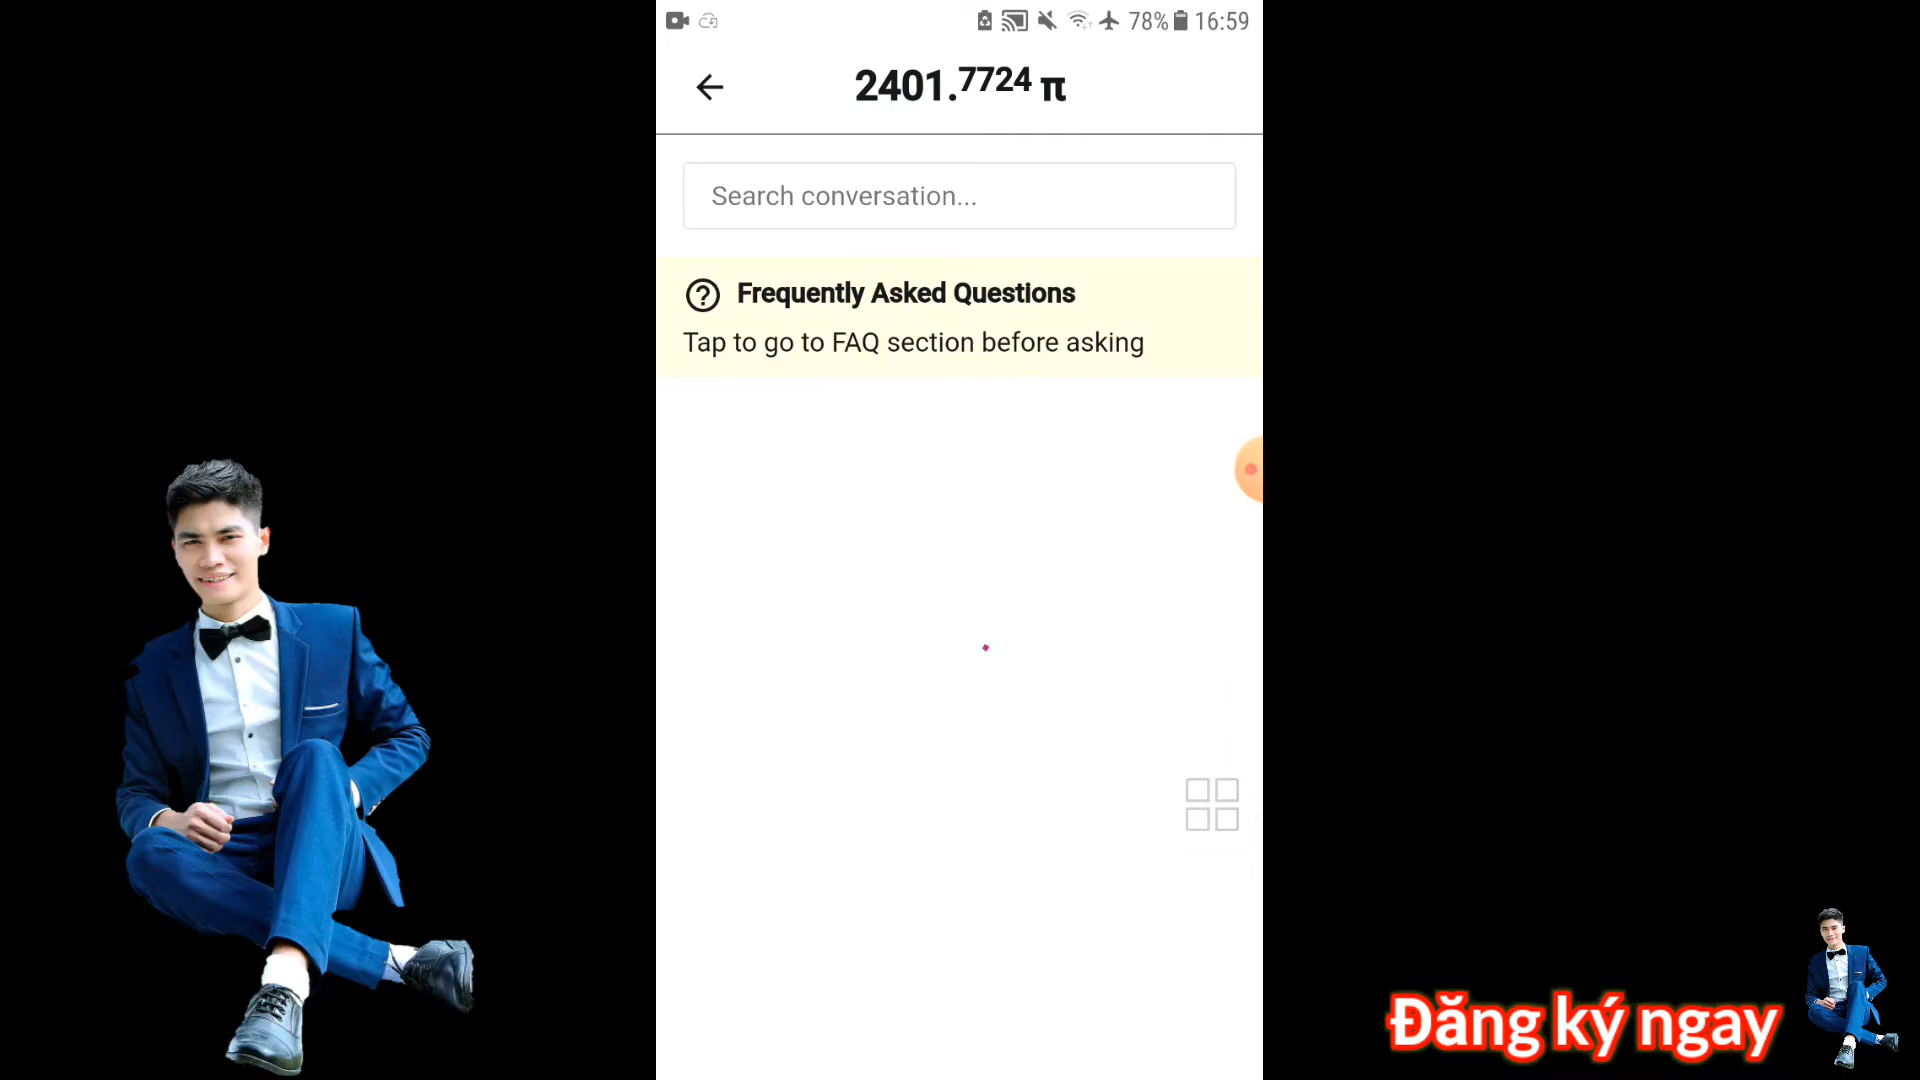 78% 16:59
2401.7724 π
Search conversation...
Frequently Asked Questions
Tap to go to FAQ section before asking
Đăng ký ngay